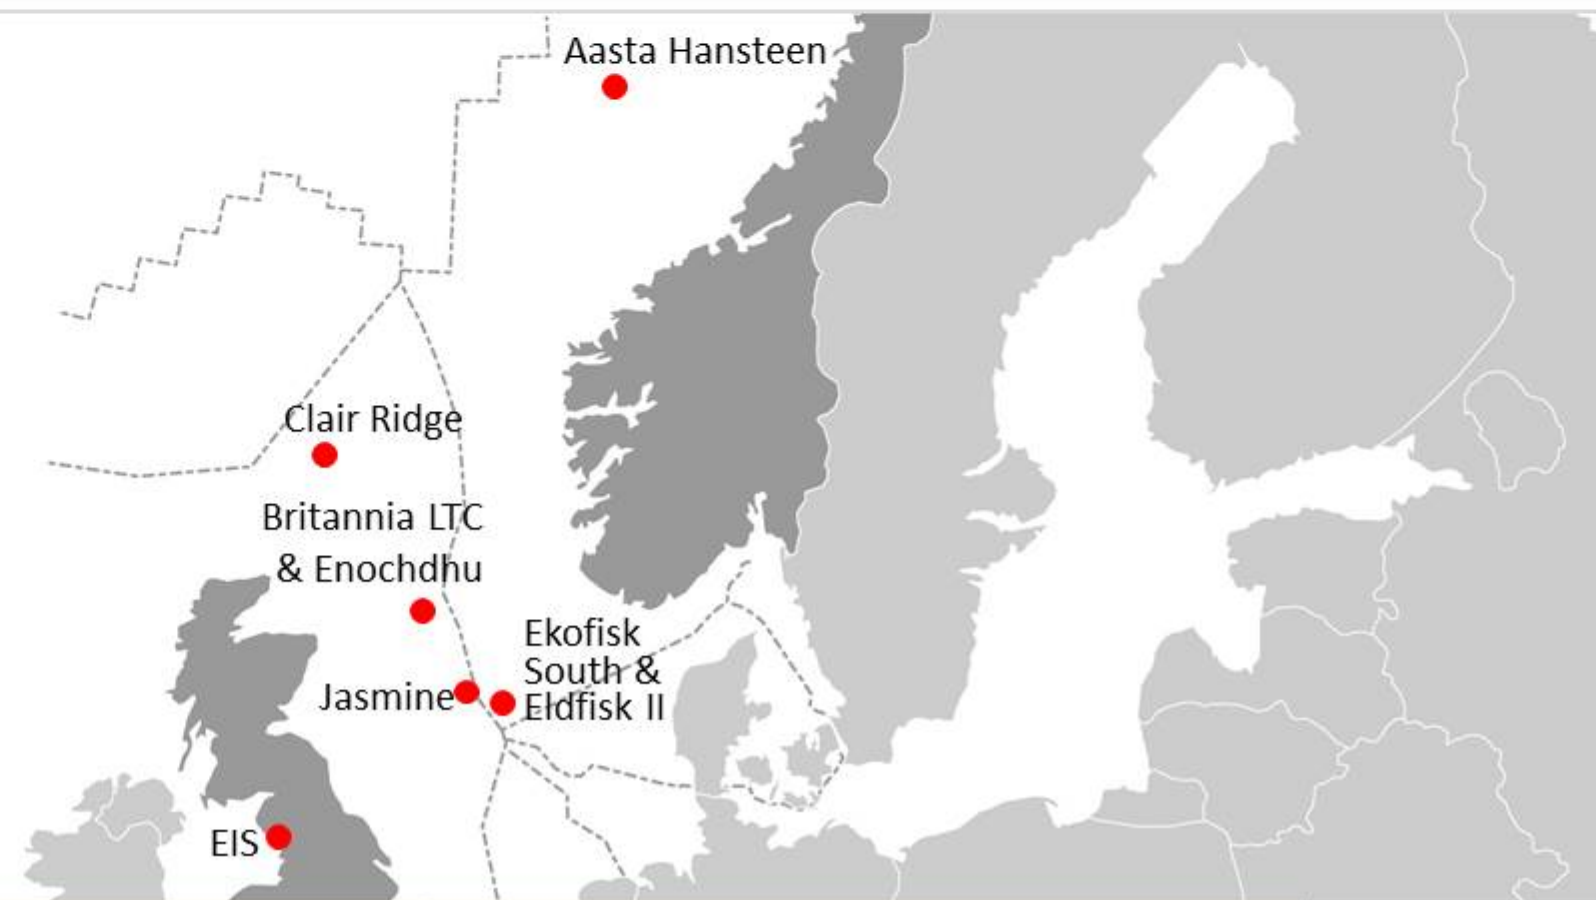 Aasta Hansteen
Clair Ridge
Britannia LTC
& Enochdhu
Ekofisk
South &
Eldfisk II
Jasmine
EIS